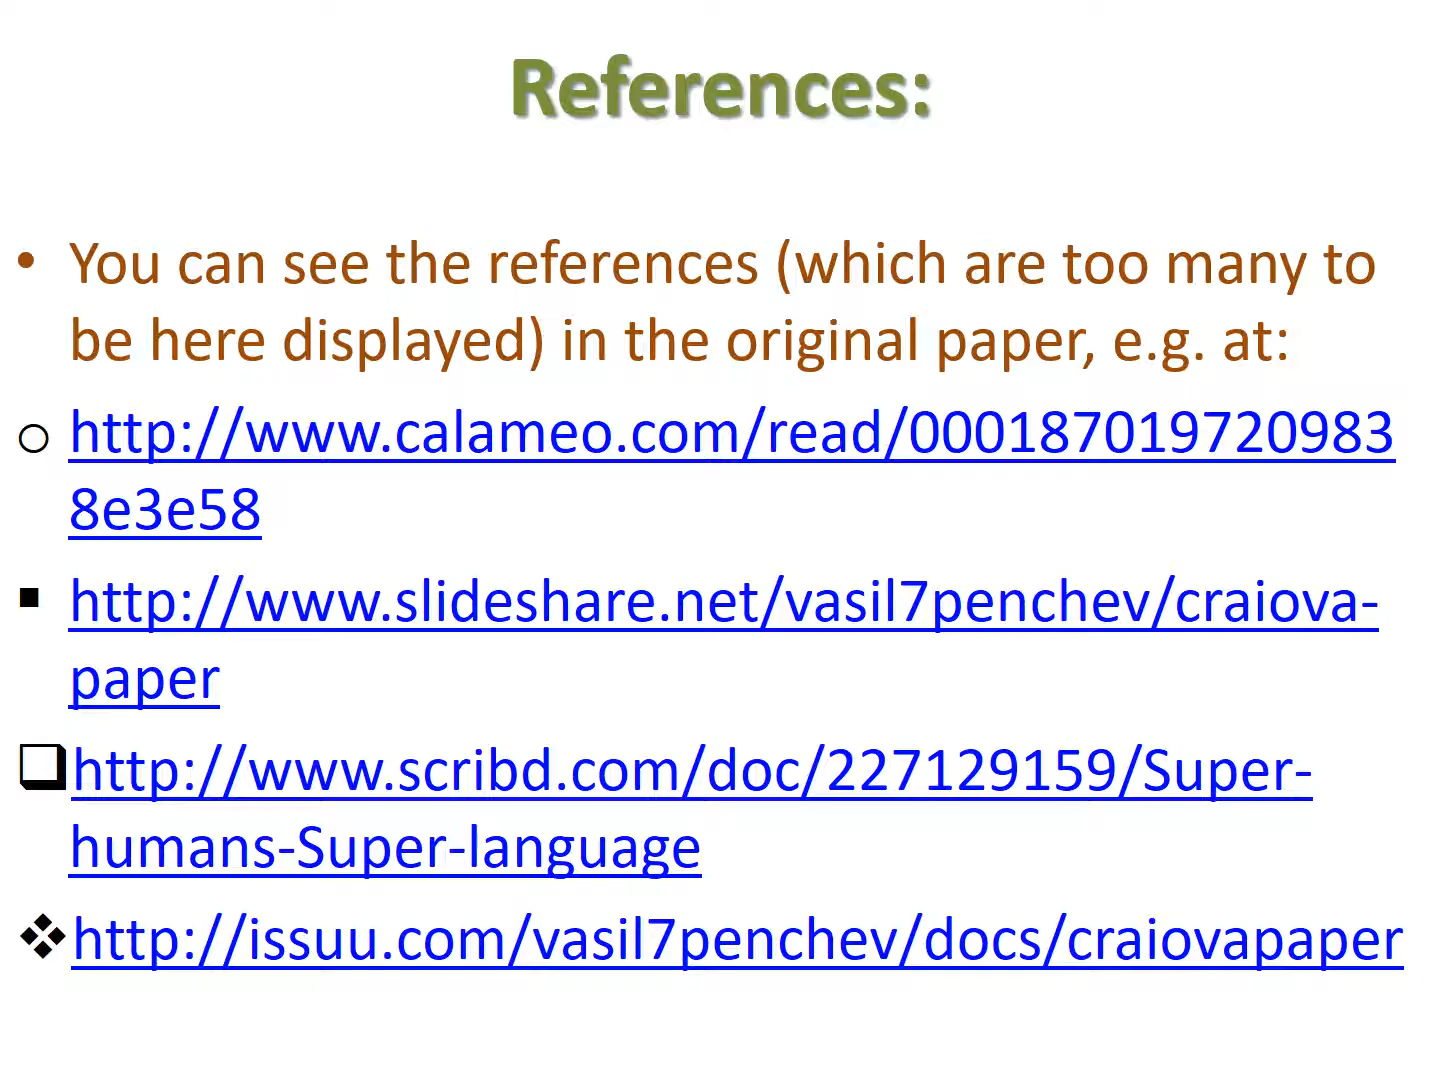 References:
• You can see the references (which are too many to
be here displayed) in the original paper, e.g. at:
http://www.calameo.com/read/000187019720983
8e3e58
http://www.slideshare.net/vasil7penchev/craiova-
paper
http://www.scribd.com/doc/227129159/Super-
humans-Super-language
http://issuu.com/vasil7penchev/docs/craiovapaper